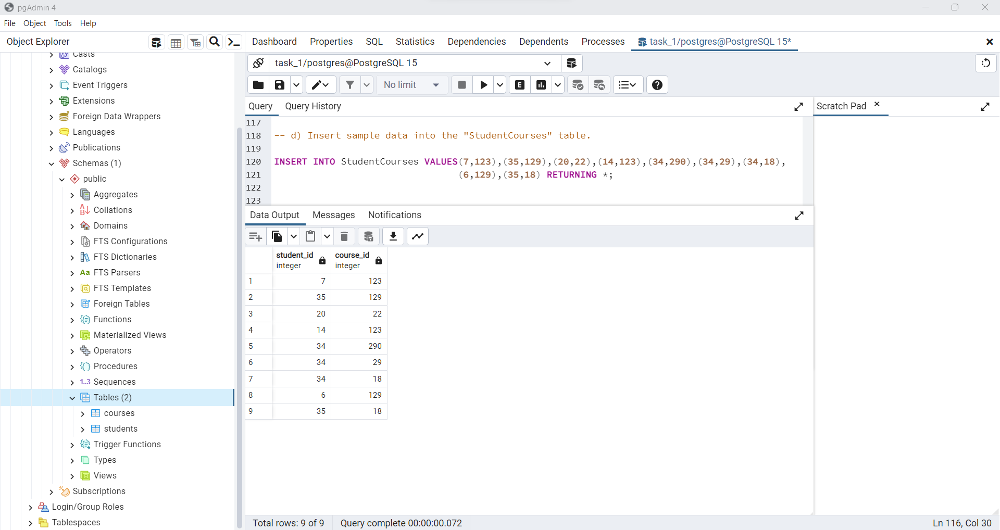 pgAdmin 4
File Object Tools Help
Object Explorer
Dashboard Properties SQL Statistics Dependencies Dependents Processes task_1/postgres@PostgreSQL 15*
Casts
Catalogs
Event Triggers
Extensions
Foreign Data Wrappers
Languages
Publications
Schemas (1)
public
Aggregates
Collations
Domains
FTS Configurations
FTS Dictionaries
Aa FTS Parsers
FTS Templates
Foreign Tables
Functions
Materialized Views
Operators
Procedures
1..3 Sequences
Tables (2)
courses
students
Trigger Functions
Types
Views
Subscriptions
Login/Group Roles
Tablespaces
task_1/postgres@PostgreSQL 15
No limit
E
Query Query History
Scratch Pad
117
118 -- d) Insert sample data into the "StudentCourses" table.
119
120 INSERT INTO StudentCourses VALUES(7,123),(35,129),(20,22),(14,123),(34,290),(34,29),(34,18),
121 (6,129),(35,18) RETURNING *;
122
123
Data Output Messages Notifications
student_id course_id
integer integer
1 7 123
2 35 129
3 20 22
4 14 123
5 34 290
6 34 29
7 34 18
8 6 129
9 35 18
Total rows: 9 of 9 Query complete 00:00:00.072 Ln 116, Col 30